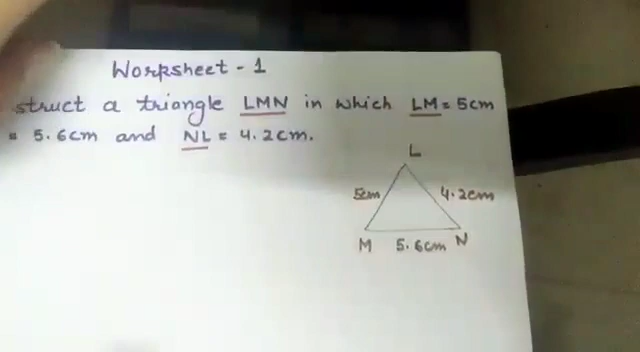 Worksheet - 1
struct a triangle LMN in which LM = 5cm
= 5.6cm and NL = 4.2cm.
L
5cm 4.2cm
M 5.6cm N